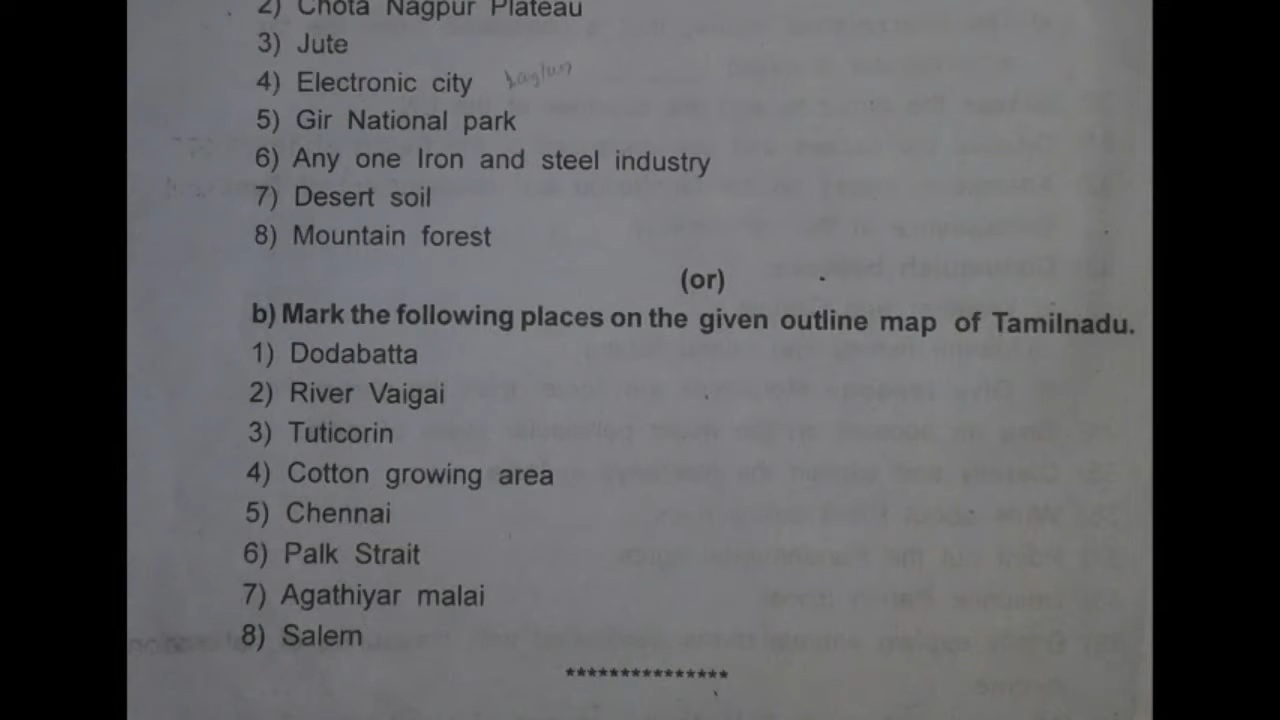 2) Chota Nagpur Plateau
3) Jute
4) Electronic city
5) Gir National park
6) Any one Iron and steel industry
7) Desert soil
8) Mountain forest
(or)
b) Mark the following places on the given outline map of Tamilnadu.
1) Dodabatta
2) River Vaigai
3) Tuticorin
4) Cotton growing area
5) Chennai
6) Palk Strait
7) Agathiyar malai
8) Salem
***************